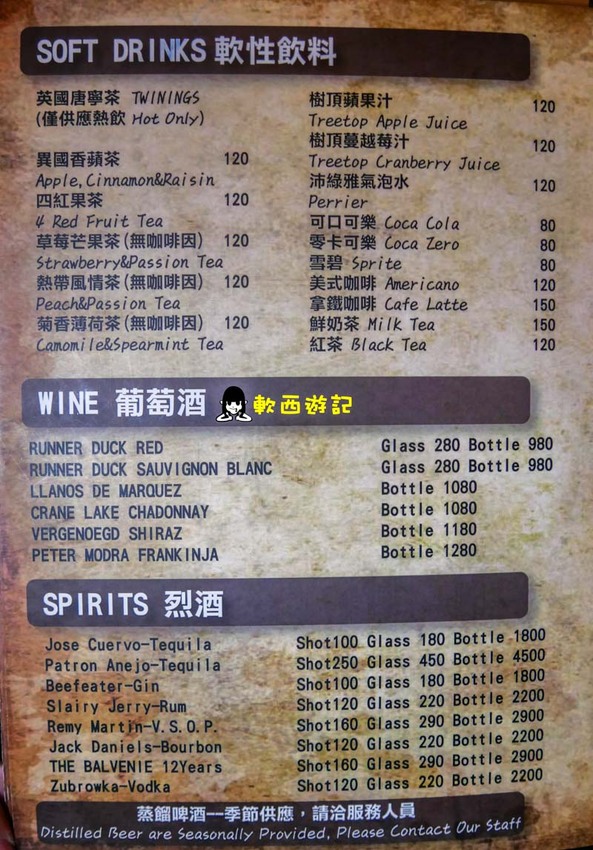 SOFT DRINKS 軟性飲料
英國唐寧茶 TWININGS
(僅供應熱飲 Hot Only)
異國香蘋茶 120
Apple,Cinnamon&Raisin
四紅果茶 120
4 Red Fruit Tea
草莓芒果茶(無咖啡因) 120
Strawberry&Passion Tea
熱帶風情茶(無咖啡因) 120
Peach&Passion Tea
菊香薄荷茶(無咖啡因) 120
Camomile&Spearmint Tea
樹頂蘋果汁 120
Treetop Apple Juice
樹頂蔓越莓汁 120
Treetop Cranberry Juice
沛綠雅氣泡水 120
Perrier
可口可樂 Coca Cola 80
零卡可樂 Coca Zero 80
雪碧 Sprite 80
美式咖啡 Americano 120
拿鐵咖啡 Cafe Latte 150
鮮奶茶 Milk Tea 150
紅茶 Black Tea 120
WINE 葡萄酒 軟西遊記
RUNNER DUCK RED Glass 280 Bottle 980
RUNNER DUCK SAUVIGNON BLANC Glass 280 Bottle 980
LLANOS DE MARQUEZ Bottle 1080
CRANE LAKE CHADONNAY Bottle 1080
VERGENOEGD SHIRAZ Bottle 1180
PETER MODRA FRANKINJA Bottle 1280
SPIRITS 烈酒
Jose Cuervo-Tequila Shot100 Glass 180 Bottle 1800
Patron Anejo-Tequila Shot250 Glass 450 Bottle 4500
Beefeater-Gin Shot100 Glass 180 Bottle 1800
Slairy Jerry-Rum Shot120 Glass 220 Bottle 2200
Remy Martin-V.S.O.P. Shot160 Glass 290 Bottle 2900
Jack Daniels-Bourbon Shot120 Glass 220 Bottle 2200
THE BALVENIE 12Years Shot160 Glass 290 Bottle 2900
Zubrowka-Vodka Shot120 Glass 220 Bottle 2200
蒸餾啤酒--季節供應，請洽服務人員
Distilled Beer are Seasonally Provided, Please Contact Our Staff